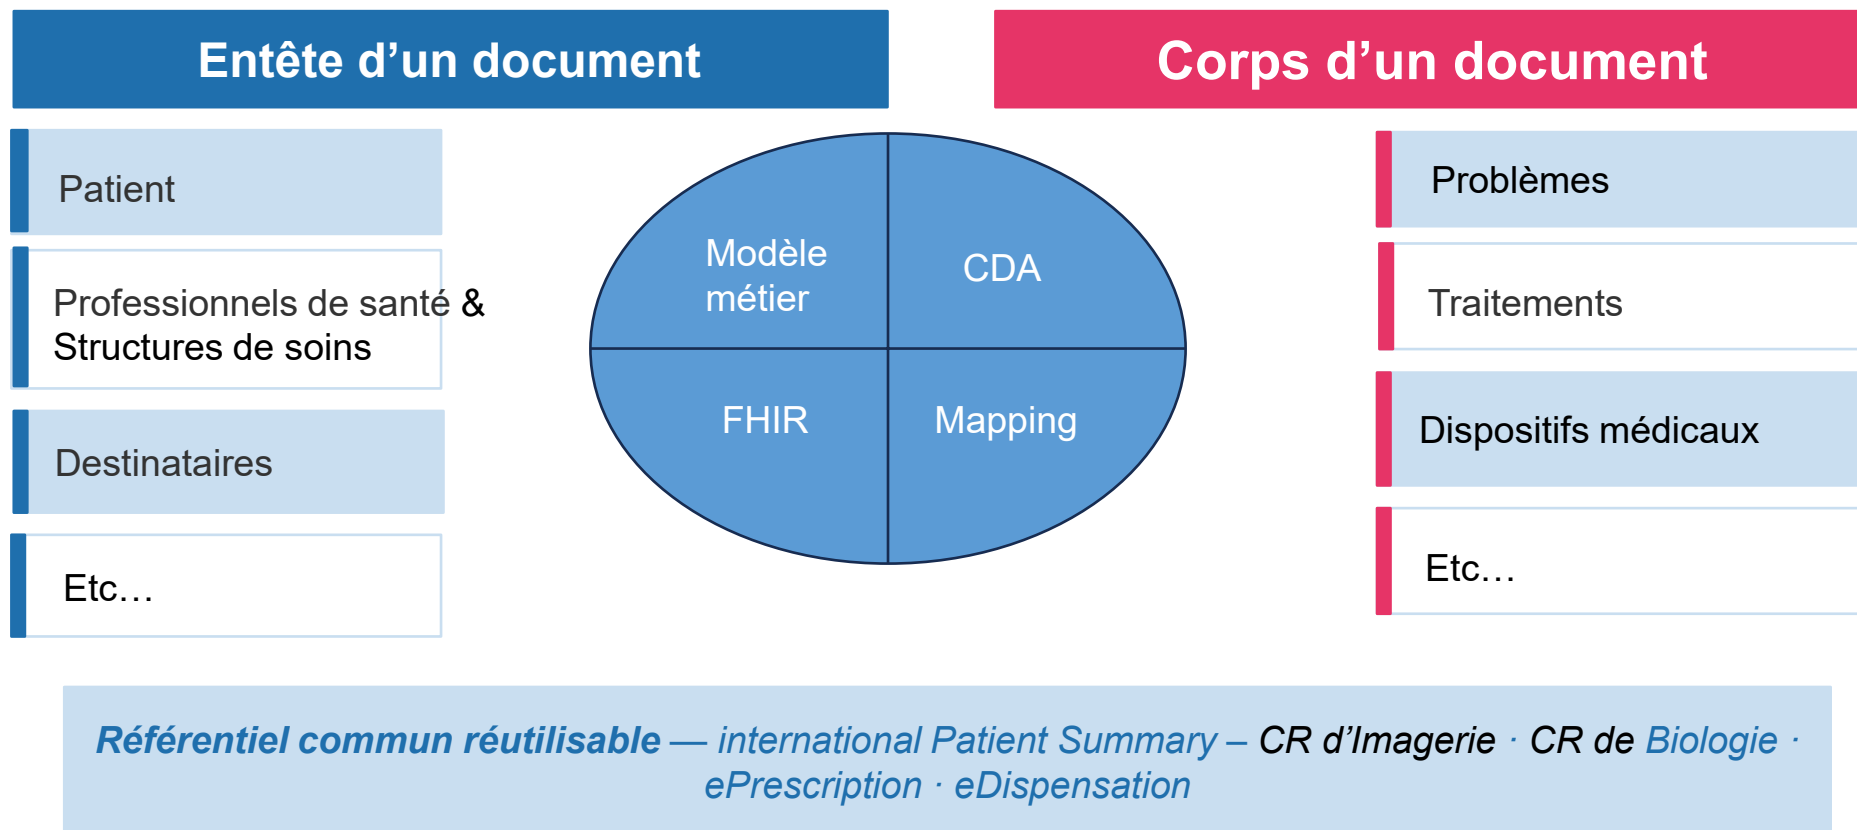 Entête d’un document
Corps d’un document
Patient
Professionnels de santé &
Structures de soins
Destinataires
Etc…
Modèle
métier
CDA
FHIR
Mapping
Problèmes
Traitements
Dispositifs médicaux
Etc…
Référentiel commun réutilisable — international Patient Summary – CR d’Imagerie · CR de Biologie ·
ePrescription · eDispensation